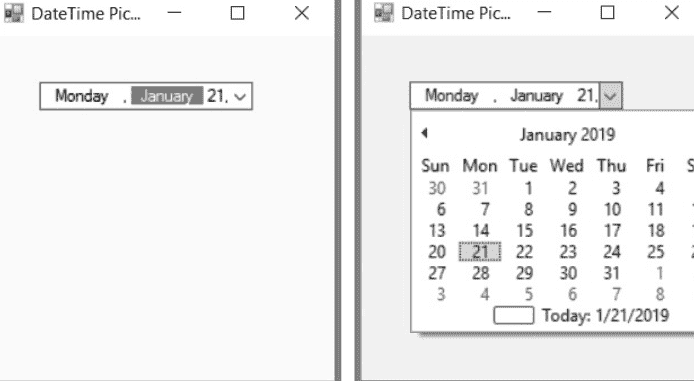 DateTime Pic...
Monday , January 21,
DateTime Pic...
Monday , January 21,
January 2019
Sun Mon Tue Wed Thu Fri S
30 31 1 2 3 4
6 7 8 9 10 11
13 14 15 16 17 18
20 21 22 23 24 25
27 28 29 30 31 1
3 4 5 6 7 8
Today: 1/21/2019